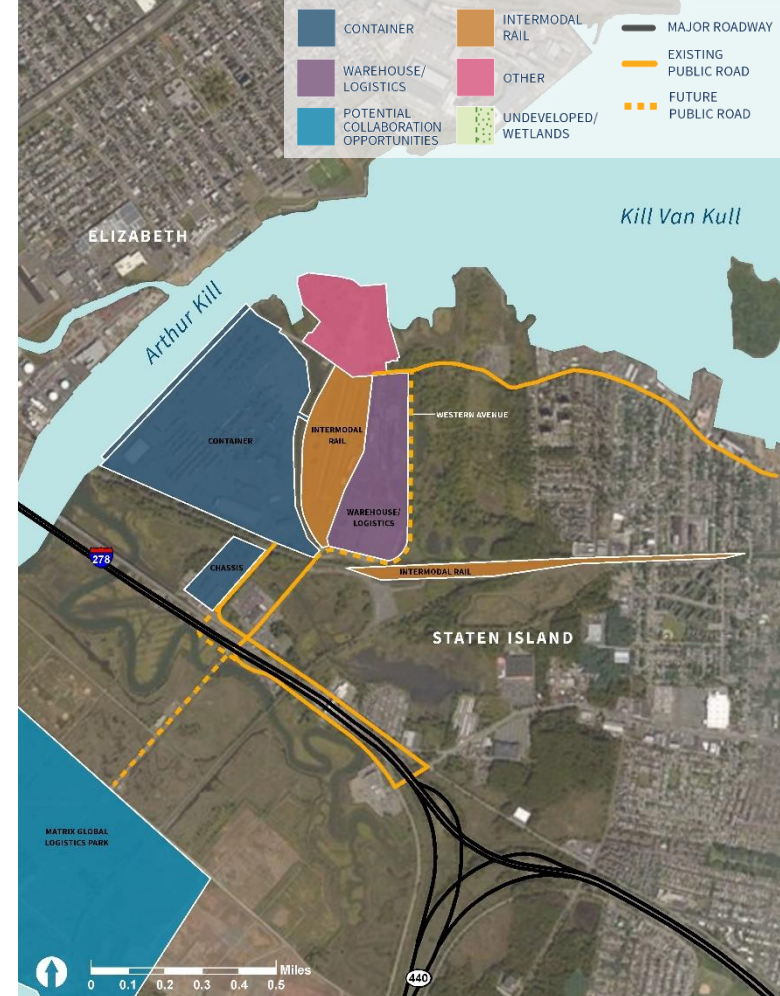 CONTAINER
INTERMODAL
RAIL
MAJOR ROADWAY
WAREHOUSE/
LOGISTICS
OTHER
EXISTING
PUBLIC ROAD
POTENTIAL
COLLABORATION
OPPORTUNITIES
UNDEVELOPED/
WETLANDS
FUTURE
PUBLIC ROAD
Kill Van Kull
ELIZABETH
Arthur Kill
WESTERN AVENUE
CONTAINER
INTERMODAL
RAIL
WAREHOUSE/
LOGISTICS
278
CHASSIS
INTERMODAL RAIL
STATEN ISLAND
MATRIX GLOBAL
LOGISTICS PARK
Miles
0 0.1 0.2 0.3 0.4 0.5
440